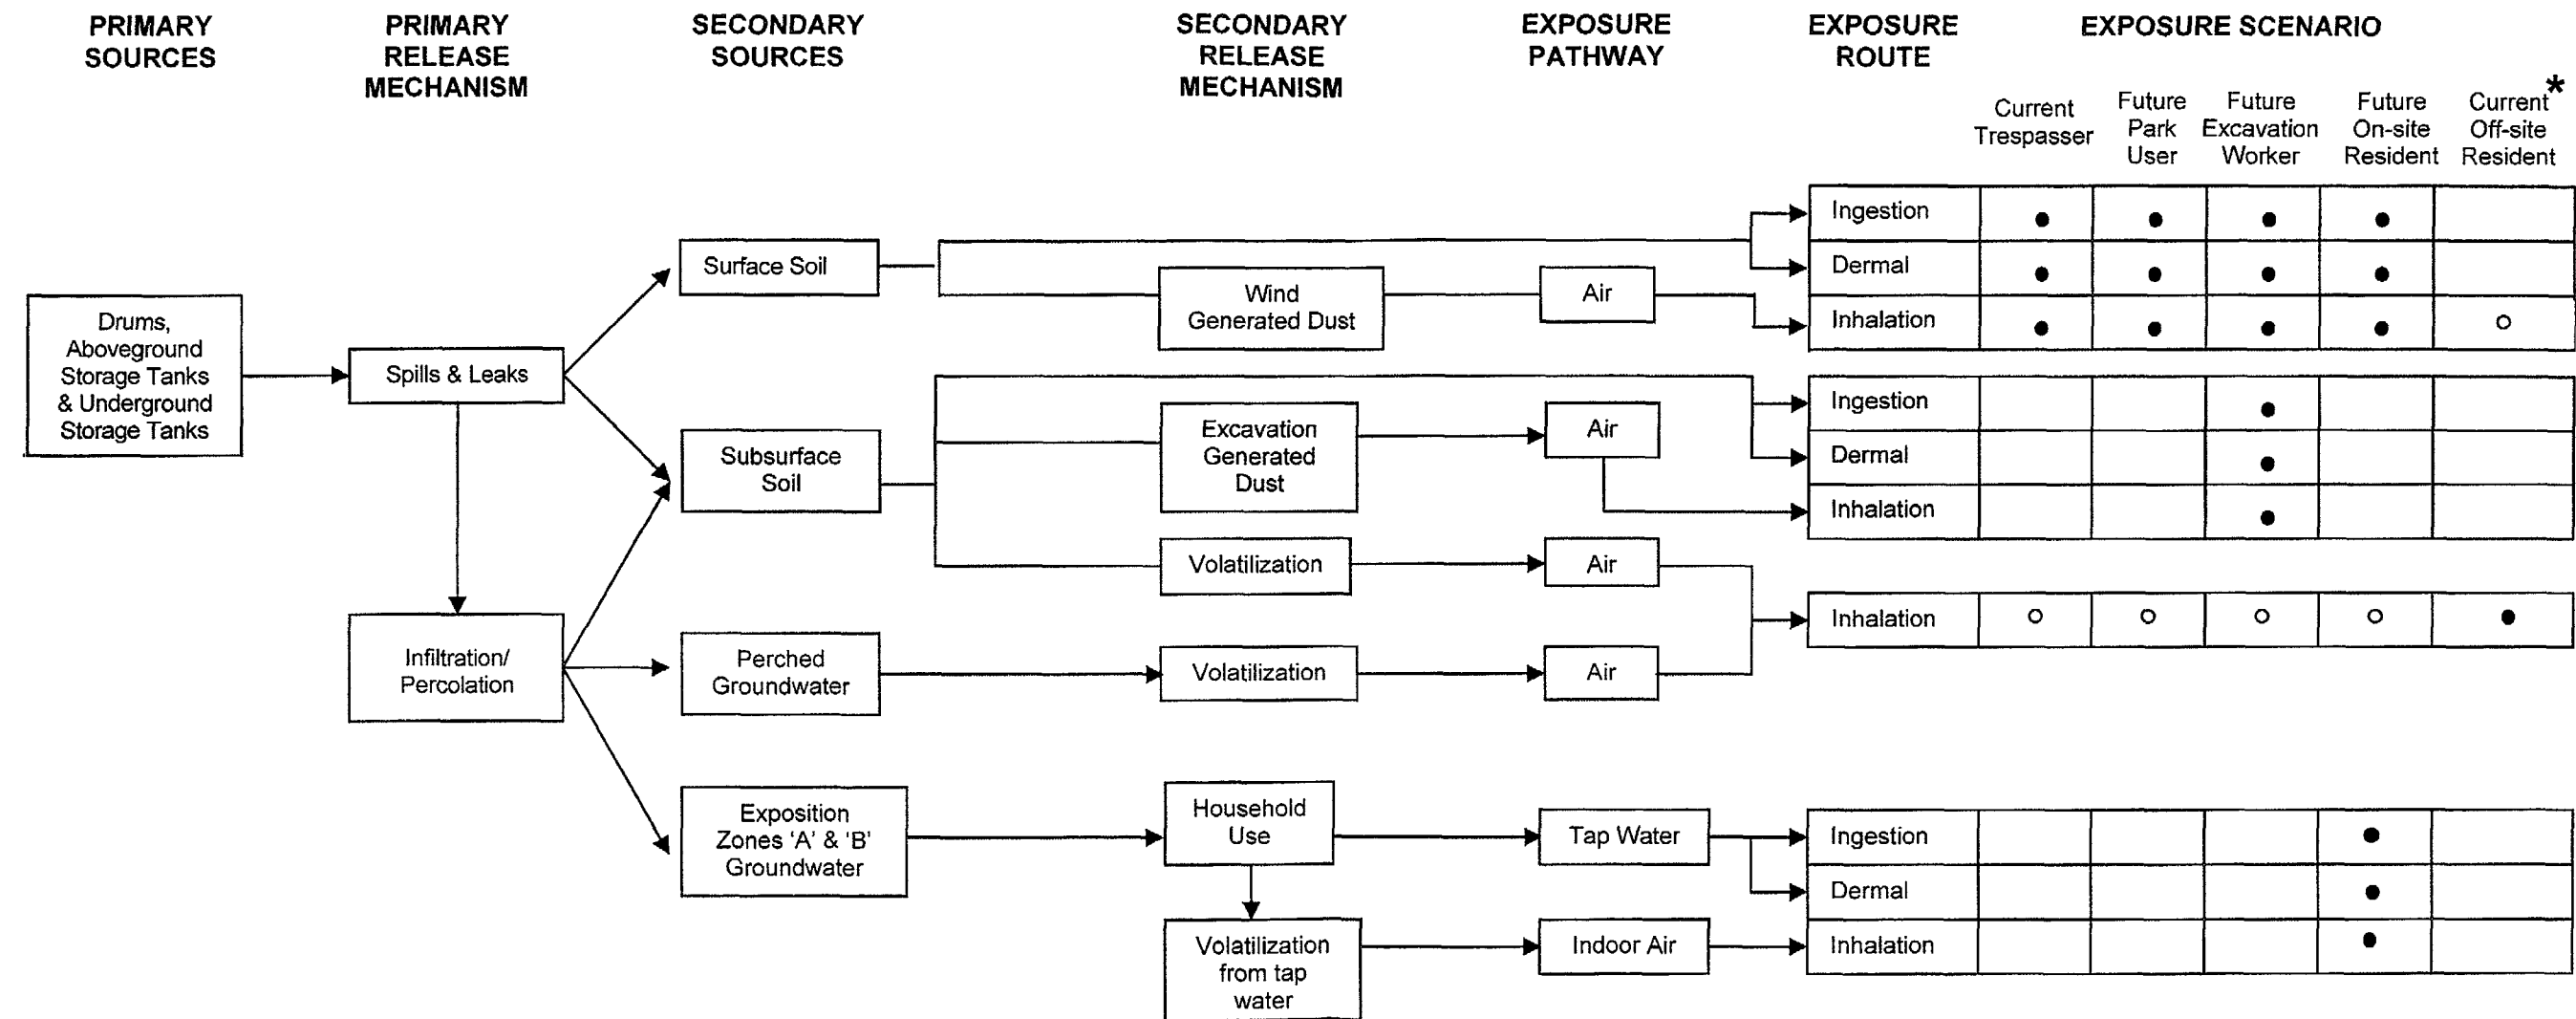 PRIMARY
SOURCES
PRIMARY
RELEASE
MECHANISM
SECONDARY
SOURCES
SECONDARY
RELEASE
MECHANISM
EXPOSURE
PATHWAY
EXPOSURE
ROUTE
EXPOSURE SCENARIO
Current
Trespasser
Future
Park
User
Future
Excavation
Worker
Future
On-site
Resident
Current*
Off-site
Resident
Drums,
Aboveground
Storage Tanks
& Underground
Storage Tanks
Spills & Leaks
Infiltration/
Percolation
Surface Soil
Wind
Generated Dust
Air
Ingestion
Dermal
Inhalation
Subsurface
Soil
Excavation
Generated
Dust
Air
Ingestion
Dermal
Inhalation
Volatilization
Air
Perched
Groundwater
Volatilization
Air
Inhalation
Exposition
Zones 'A' & 'B'
Groundwater
Household
Use
Tap Water
Ingestion
Dermal
Volatilization
from tap
water
Indoor Air
Inhalation